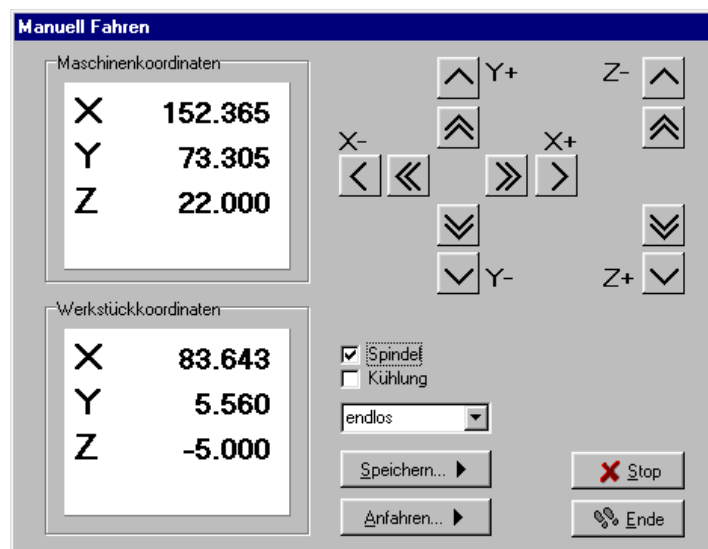 Manuell Fahren
Maschinenkoordinaten
X 152.365
Y 73.305
Z 22.000
Y+
Z-
X-
X+
Y-
Z+
Werkstückkoordinaten
X 83.643
Y 5.560
Z -5.000
Spindel
Kühlung
endlos
Speichern...
Stop
Anfahren...
Ende